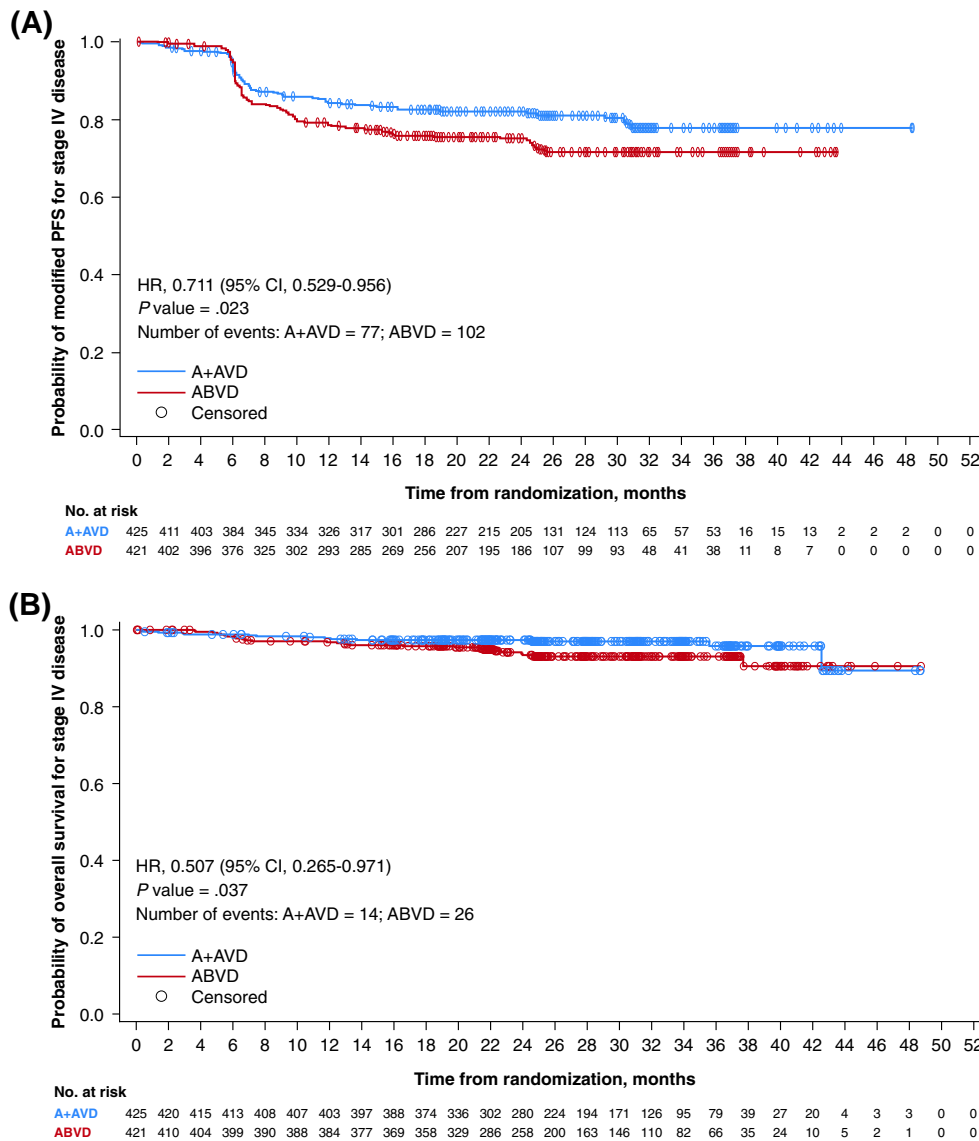 (A)
Probability of modified PFS for stage IV disease
1.0
0.8
0.6
0.4
0.2
0.0
HR, 0.711 (95% CI, 0.529-0.956)
P value = .023
Number of events: A+AVD = 77; ABVD = 102
A+AVD
ABVD
Censored
0 2 4 6 8 10 12 14 16 18 20 22 24 26 28 30 32 34 36 38 40 42 44 46 48 50 52
Time from randomization, months
No. at risk
A+AVD 425 411 403 384 345 334 326 317 301 286 227 215 205 131 124 113 65 57 53 16 15 13 2 2 2 0 0
ABVD 421 402 396 376 325 302 293 285 269 256 207 195 186 107 99 93 48 41 38 11 8 7 0 0 0 0 0
(B)
Probability of overall survival for stage IV disease
1.0
0.8
0.6
0.4
0.2
0.0
HR, 0.507 (95% CI, 0.265-0.971)
P value = .037
Number of events: A+AVD = 14; ABVD = 26
A+AVD
ABVD
Censored
0 2 4 6 8 10 12 14 16 18 20 22 24 26 28 30 32 34 36 38 40 42 44 46 48 50 52
Time from randomization, months
No. at risk
A+AVD 425 420 415 413 408 407 403 397 388 374 336 302 280 224 194 171 126 95 79 39 27 20 4 3 3 0 0
ABVD 421 410 404 399 390 388 384 377 369 358 329 286 258 200 163 146 110 82 66 35 24 10 5 2 1 0 0